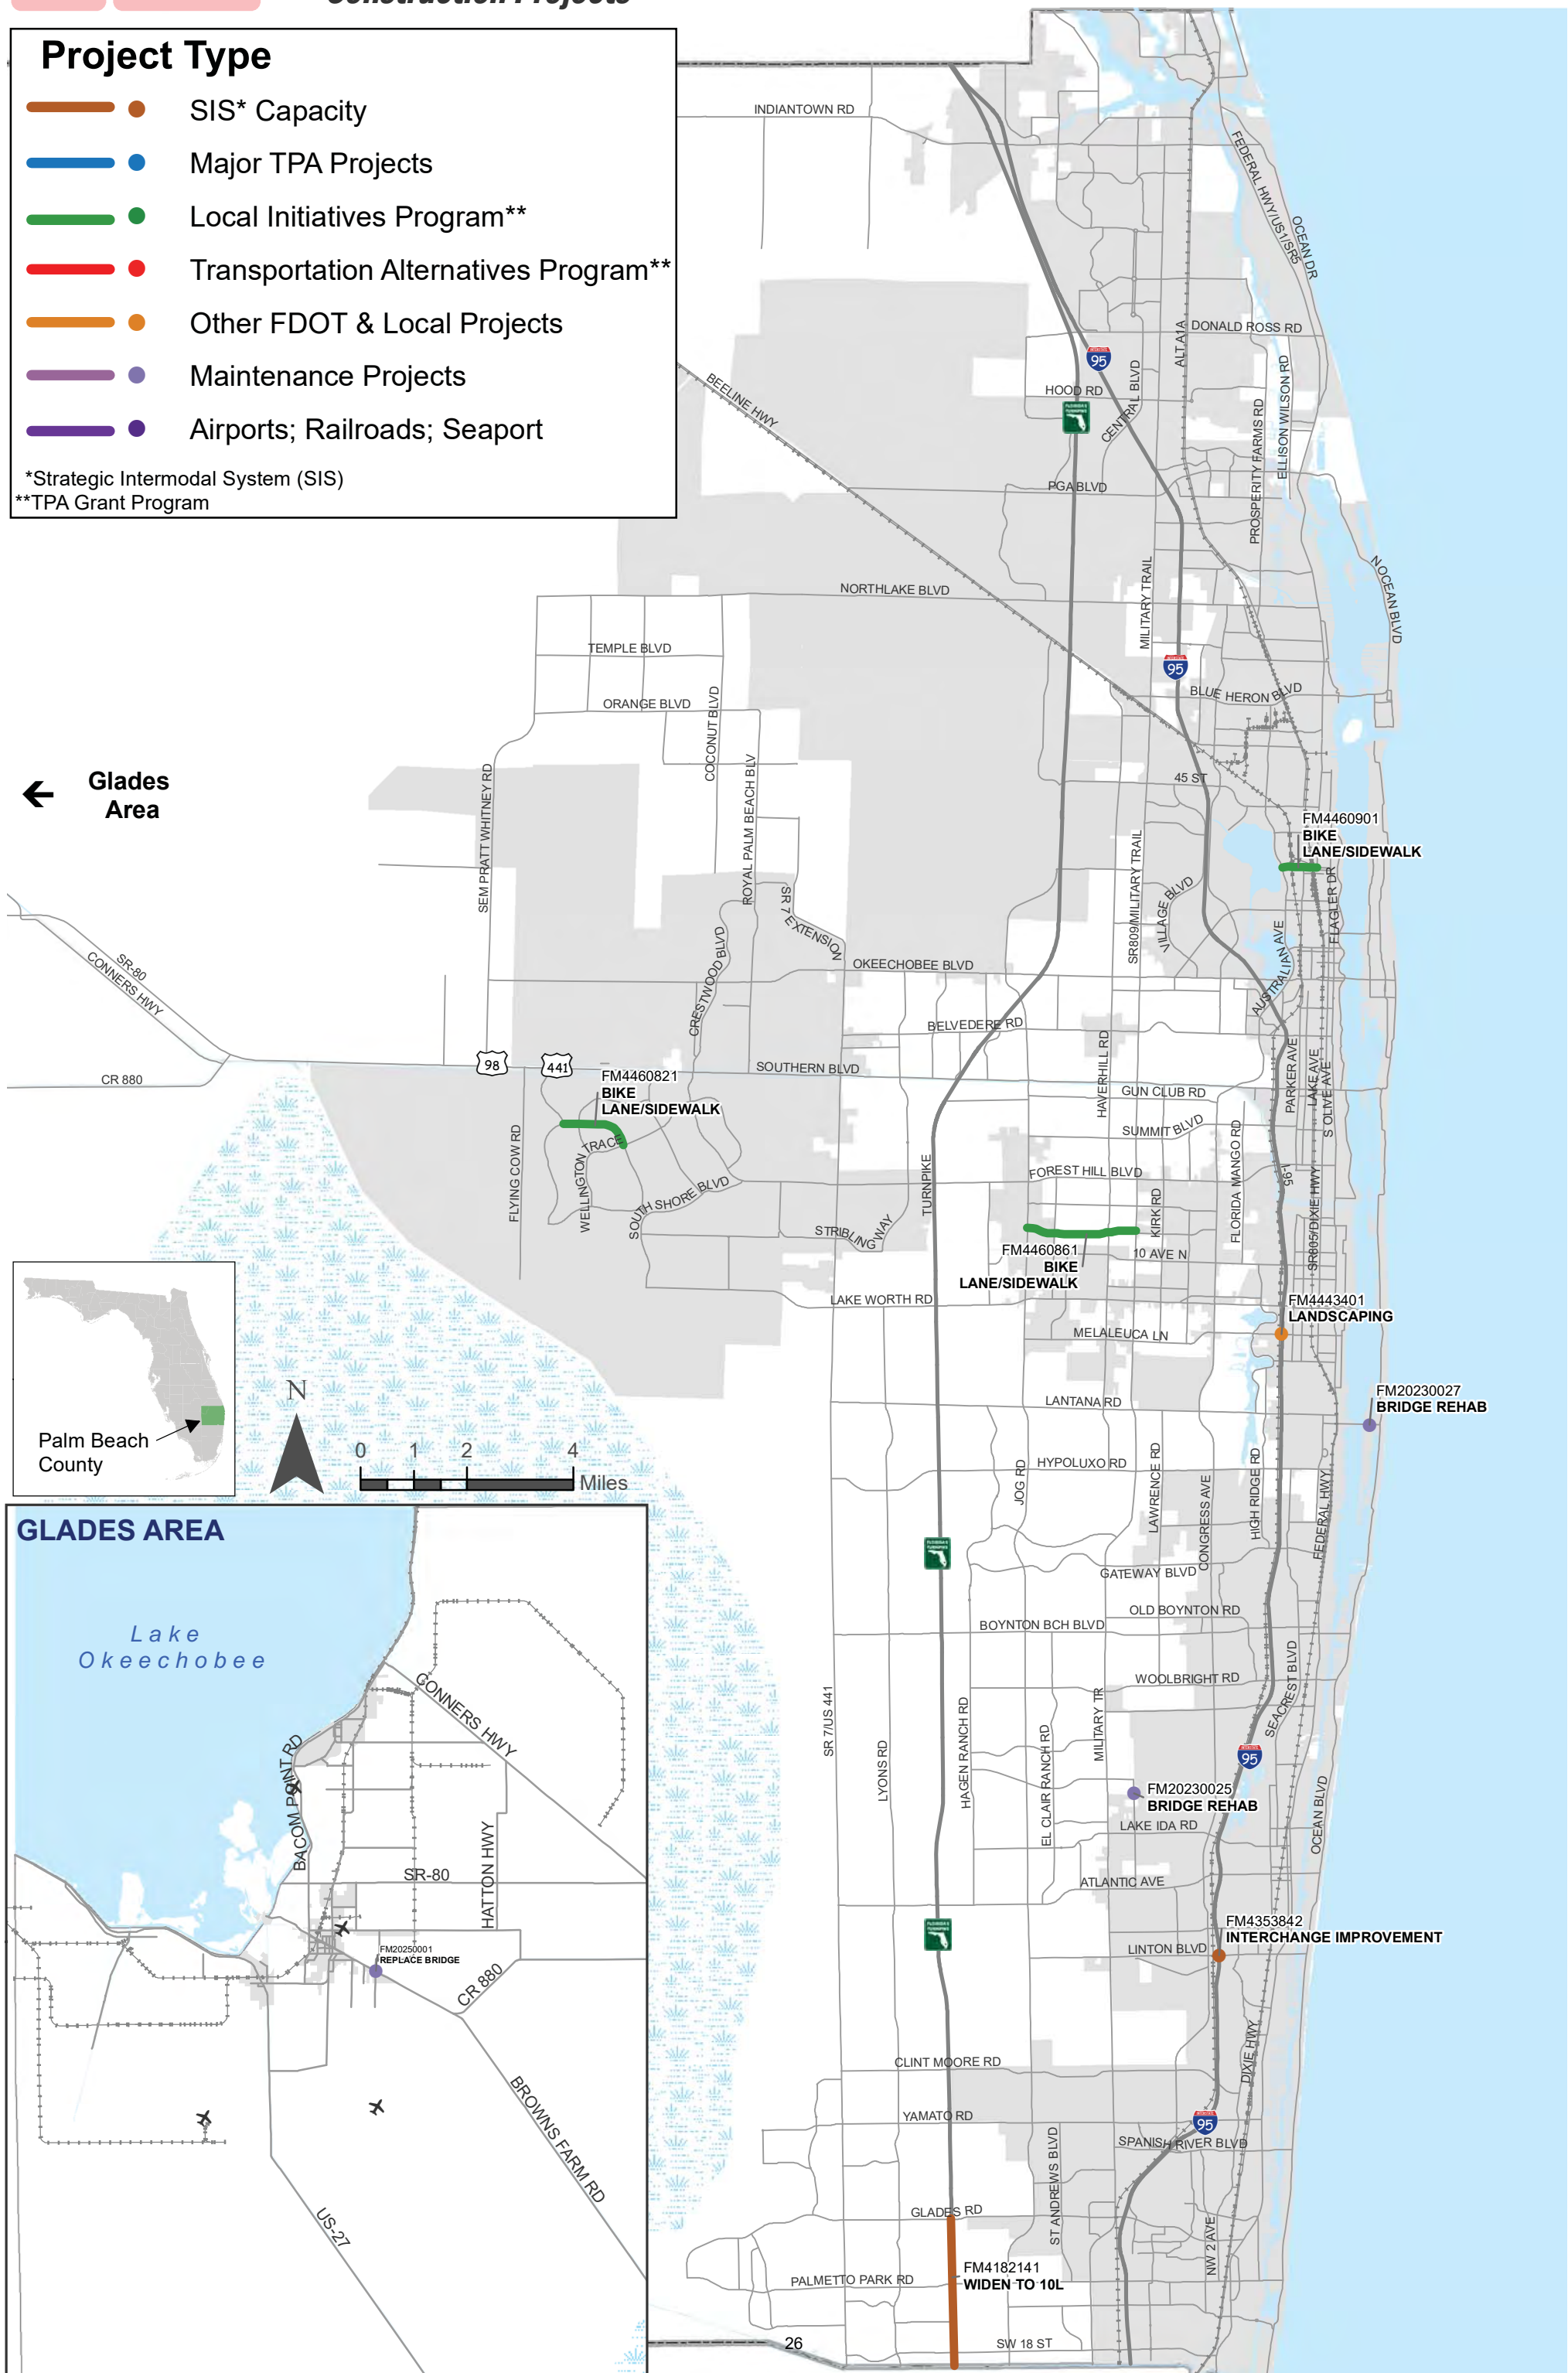 Construction Projects
Project Type
SIS* Capacity
Major TPA Projects
Local Initiatives Program**
Transportation Alternatives Program**
Other FDOT & Local Projects
Maintenance Projects
Airports; Railroads; Seaport
*Strategic Intermodal System (SIS)
**TPA Grant Program
INDIANTOWN RD
FEDERAL HWY/US1/SR5
OCEAN DR
DONALD ROSS RD
ALT A1A
95
HOOD RD
CENTRAL BLVD
BEELINE HWY
PROSPERITY FARMS RD
ELLISON WILSON RD
PGA BLVD
NORTHLAKE BLVD
MILITARY TRAIL
N OCEAN BLVD
TEMPLE BLVD
95
BLUE HERON BLVD
ORANGE BLVD
COCONUT BLVD
ROYAL PALM BEACH BLV
SEM PRATT WHITNEY RD
45 ST
Glades
Area
FM4460901
BIKE
LANE/SIDEWALK
SR809/MILITARY TRAIL
VILLAGE BLVD
FLAGLER DR
SR 7 EXTENSION
AUSTRALIAN AVE
OKEECHOBEE BLVD
CRESTWOOD BLVD
SR-80
CONNERS HWY
BELVEDERE RD
98
441
SOUTHERN BLVD
CR 880
HAVERHILL RD
GUN CLUB RD
PARKER AVE
LAKE AVE
S OLIVE AVE
FM4460821
BIKE
LANE/SIDEWALK
SUMMIT BLVD
FLYING COW RD
WELLINGTON TRACE
SOUTH SHORE BLVD
TURNPIKE
FOREST HILL BLVD
FLORIDA MANGO RD
I-95
SR805/DIXIE HWY
KIRK RD
STRIBLING WAY
10 AVE N
FM4460861
BIKE
LANE/SIDEWALK
LAKE WORTH RD
FM4443401
LANDSCAPING
MELALEUCA LN
LANTANA RD
FM20230027
BRIDGE REHAB
Palm Beach
County
N
0 1 2 4
Miles
HYPOLUXO RD
JOG RD
LAWRENCE RD
CONGRESS AVE
HIGH RIDGE RD
FEDERAL HWY
GATEWAY BLVD
OLD BOYNTON RD
BOYNTON BCH BLVD
WOOLBRIGHT RD
SEACREST BLVD
SR 7/US 441
LYONS RD
HAGEN RANCH RD
EL CLAIR RANCH RD
MILITARY TR
95
FM20230025
BRIDGE REHAB
LAKE IDA RD
OCEAN BLVD
ATLANTIC AVE
FM4353842
INTERCHANGE IMPROVEMENT
LINTON BLVD
CLINT MOORE RD
DIXIE HWY
YAMATO RD
95
SPANISH RIVER BLVD
ST ANDREWS BLVD
GLADES RD
NW 2 AVE
FM4182141
WIDEN TO 10L
PALMETTO PARK RD
SW 18 ST
26
GLADES AREA
Lake
Okeechobee
CONNERS HWY
BACOM POINT RD
HATTON HWY
SR-80
FM20250001
REPLACE BRIDGE
CR 880
BROWNS FARM RD
US-27